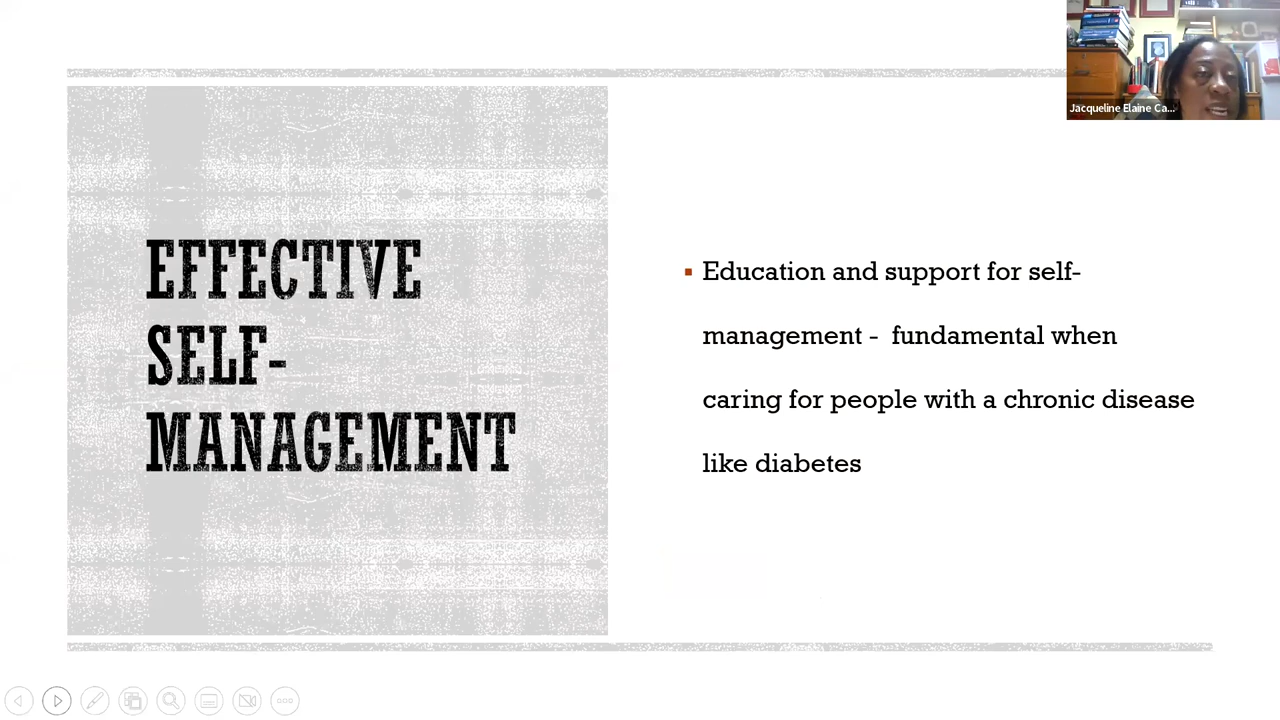 Jacqueline Elaine Ca...
EFFECTIVE
SELF-
MANAGEMENT
▪ Education and support for self-
management - fundamental when
caring for people with a chronic disease
like diabetes